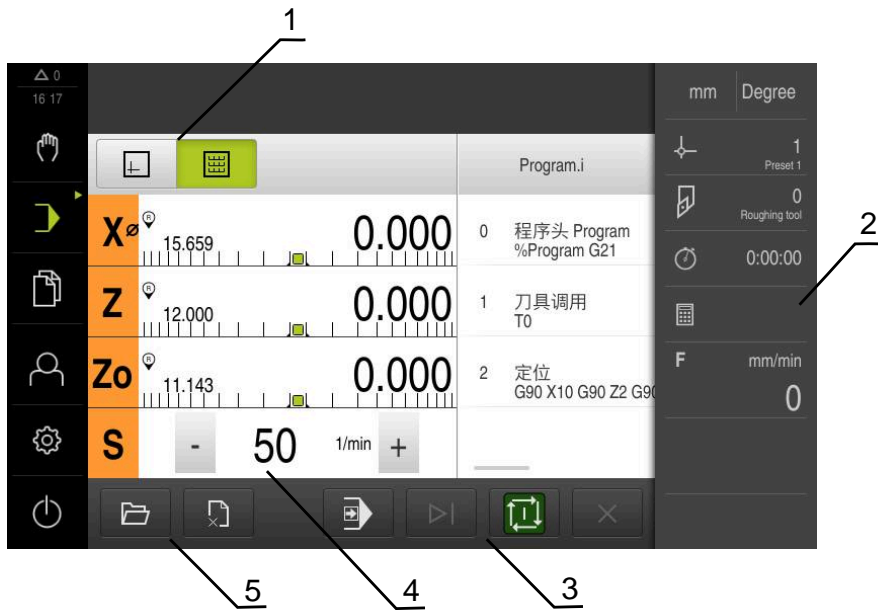 1
0
16 17
mm Degree
Program.i
1
Preset 1
X⌀ R 15.659 0.000
0 程序头 Program
%Program G21
0
Roughing tool
2
0:00:00
Z R 12.000 0.000
1 刀具调用
T0
Zo R 11.143 0.000
2 定位
G90 X10 G90 Z2 G90
F mm/min
0
S - 50 1/min +
5
4
3